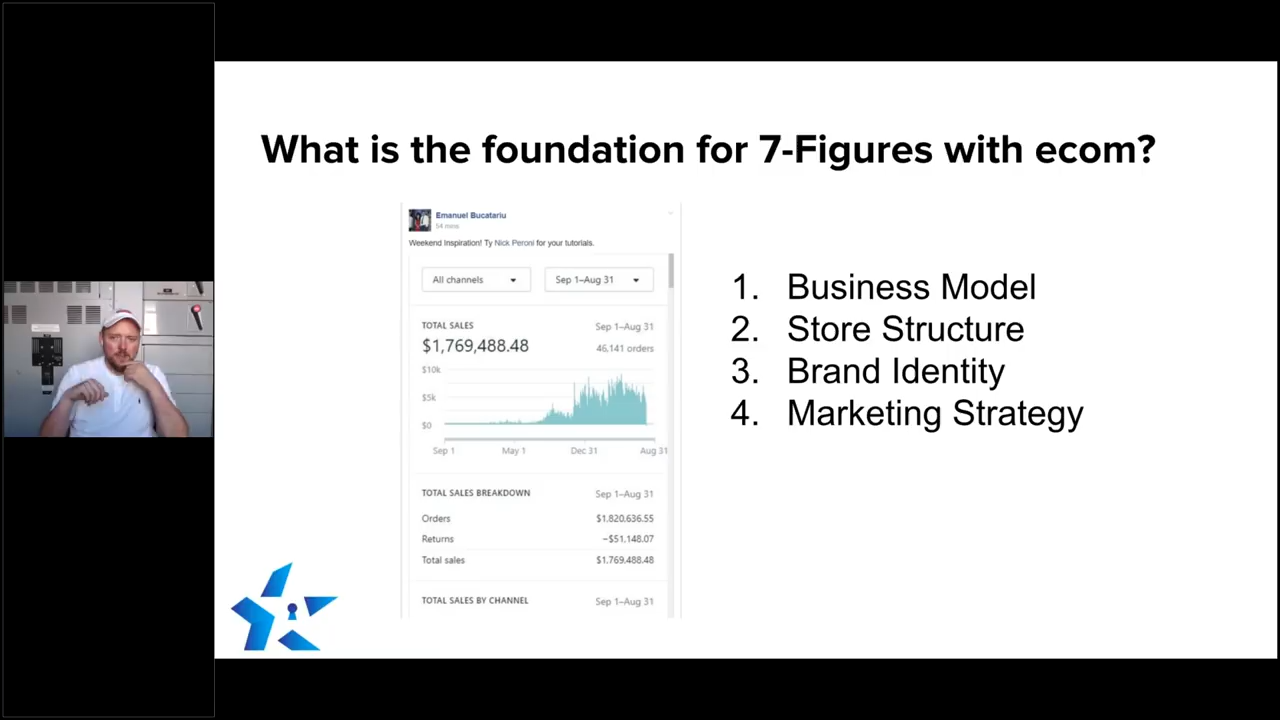 What is the foundation for 7-Figures with ecom?
Emanuel Bucatariu
54 mins
Weekend Inspiration! Ty Nick Peroni for your tutorials.
All channels
Sep 1–Aug 31
TOTAL SALES
Sep 1–Aug 31
$1,769,488.48
46,141 orders
$10k
$5k
$0
Sep 1
May 1
Dec 31
Aug 31
TOTAL SALES BREAKDOWN
Sep 1–Aug 31
Orders
$1,820,636.55
Returns
−$51,148.07
Total sales
$1,769,488.48
TOTAL SALES BY CHANNEL
Sep 1–Aug 31
1. Business Model
2. Store Structure
3. Brand Identity
4. Marketing Strategy